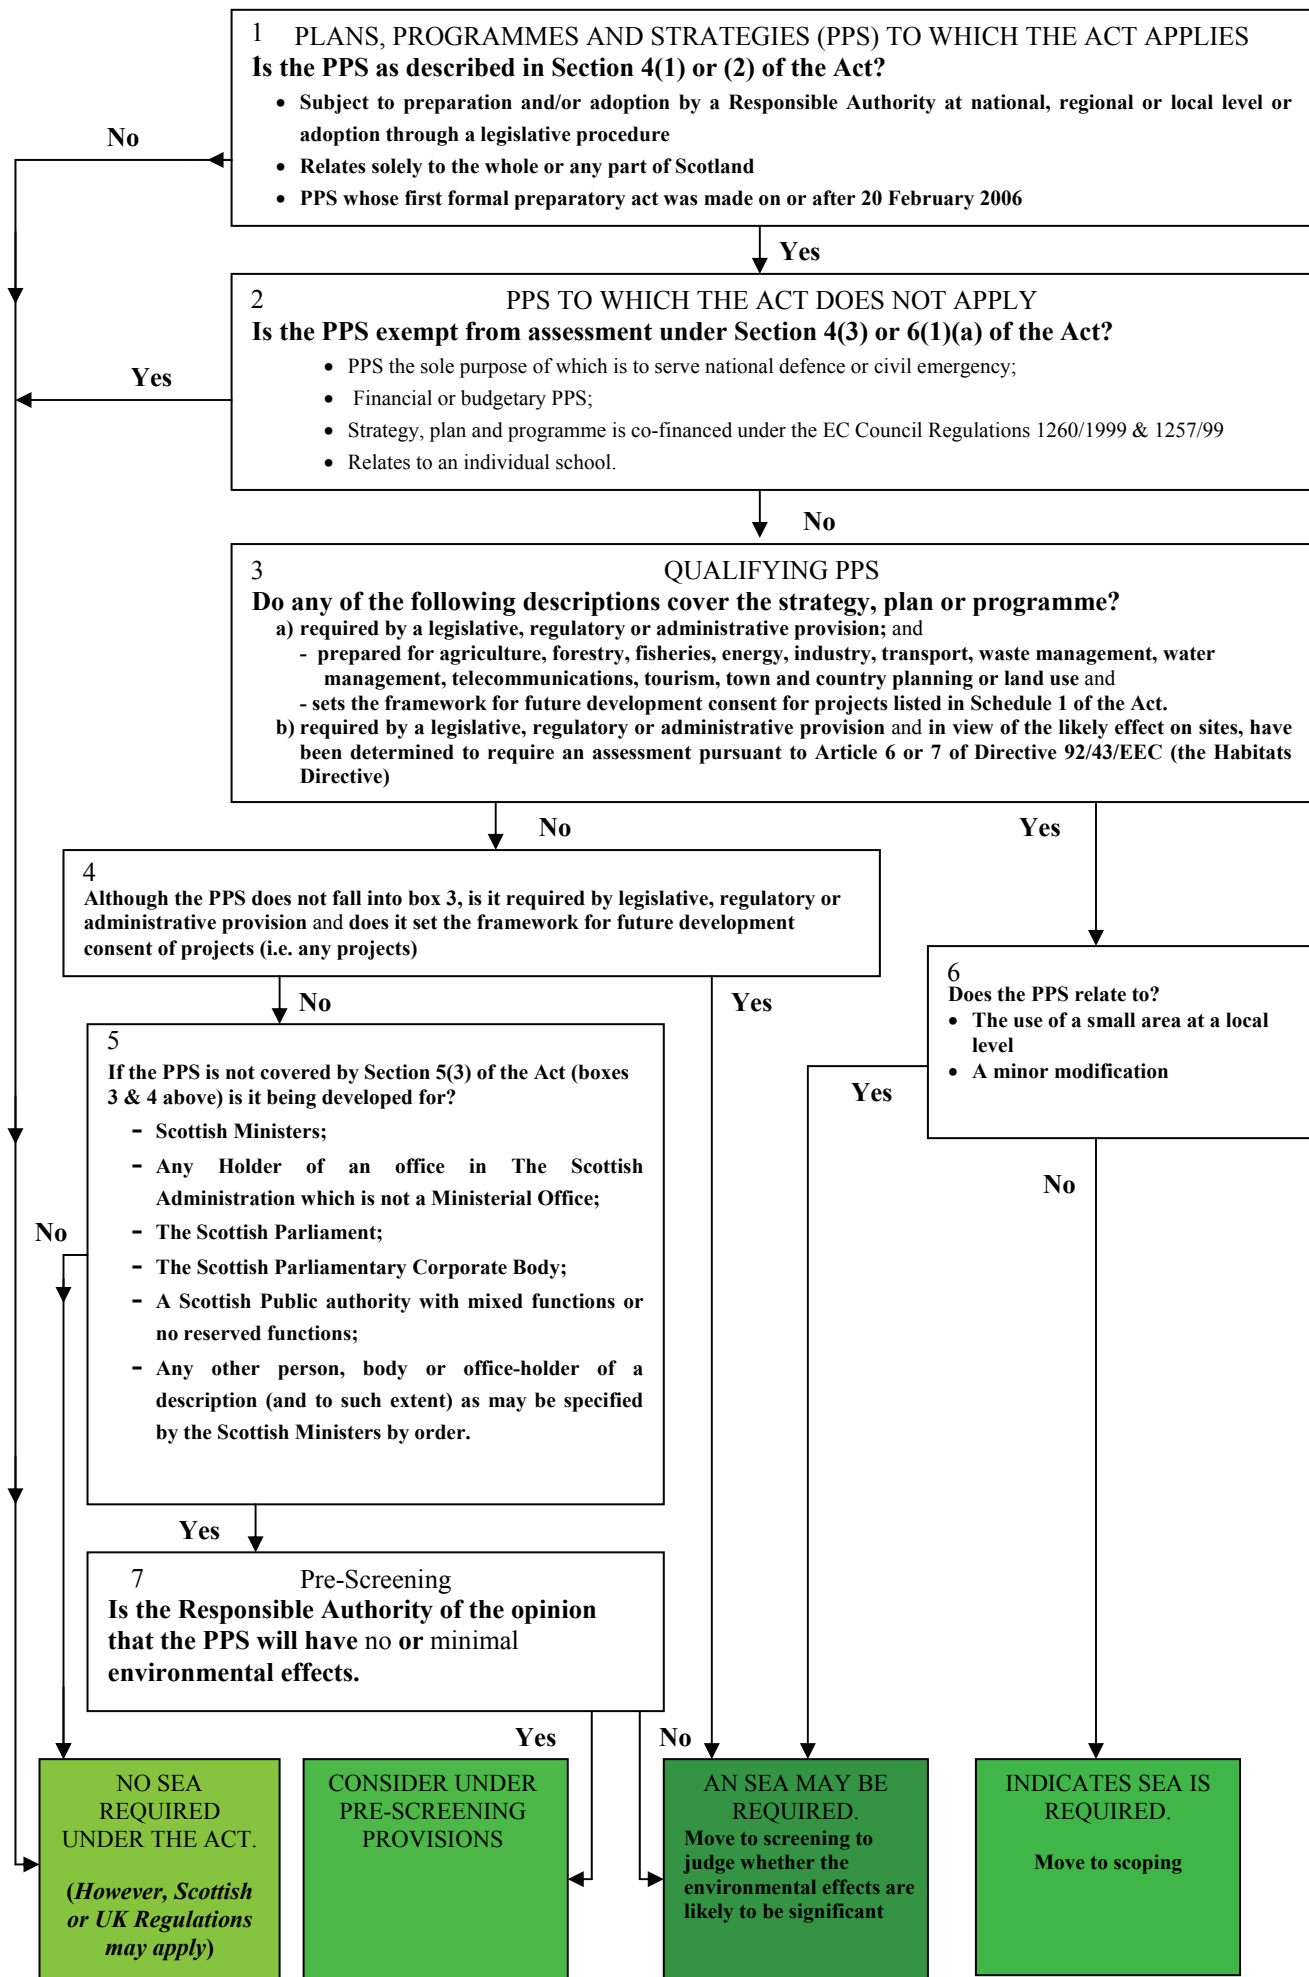 1 PLANS, PROGRAMMES AND STRATEGIES (PPS) TO WHICH THE ACT APPLIES
1
Is the PPS as described in Section 4(1) or (2) of the Act?
• Subject to preparation and/or adoption by a Responsible Authority at national, regional or local level or
adoption through a legislative procedure
• Relates solely to the whole or any part of Scotland
• PPS whose first formal preparatory act was made on or after 20 February 2006
No
Yes
2 PPS TO WHICH THE ACT DOES NOT APPLY
Is the PPS exempt from assessment under Section 4(3) or 6(1)(a) of the Act?
• PPS the sole purpose of which is to serve national defence or civil emergency;
• Financial or budgetary PPS;
• Strategy, plan and programme is co-financed under the EC Council Regulations 1260/1999 & 1257/99
• Relates to an individual school.
Yes
No
3 QUALIFYING PPS
Do any of the following descriptions cover the strategy, plan or programme?
a) required by a legislative, regulatory or administrative provision; and
- prepared for agriculture, forestry, fisheries, energy, industry, transport, waste management, water
management, telecommunications, tourism, town and country planning or land use and
- sets the framework for future development consent for projects listed in Schedule 1 of the Act.
b) required by a legislative, regulatory or administrative provision and in view of the likely effect on sites, have
been determined to require an assessment pursuant to Article 6 or 7 of Directive 92/43/EEC (the Habitats
Directive)
No
Yes
4
Although the PPS does not fall into box 3, is it required by legislative, regulatory or
administrative provision and does it set the framework for future development
consent of projects (i.e. any projects)
No
Yes
6
Does the PPS relate to?
• The use of a small area at a local
level
• A minor modification
Yes
No
5
If the PPS is not covered by Section 5(3) of the Act (boxes
3 & 4 above) is it being developed for?
- Scottish Ministers;
- Any Holder of an office in The Scottish
Administration which is not a Ministerial Office;
- The Scottish Parliament;
- The Scottish Parliamentary Corporate Body;
- A Scottish Public authority with mixed functions or
no reserved functions;
- Any other person, body or office-holder of a
description (and to such extent) as may be specified
by the Scottish Ministers by order.
No
Yes
7 Pre-Screening
Is the Responsible Authority of the opinion
that the PPS will have no or minimal
environmental effects.
Yes
No
NO SEA
REQUIRED
UNDER THE ACT.
(However, Scottish
or UK Regulations
may apply)
CONSIDER UNDER
PRE-SCREENING
PROVISIONS
AN SEA MAY BE
REQUIRED.
Move to screening to
judge whether the
environmental effects are
likely to be significant
INDICATES SEA IS
REQUIRED.
Move to scoping